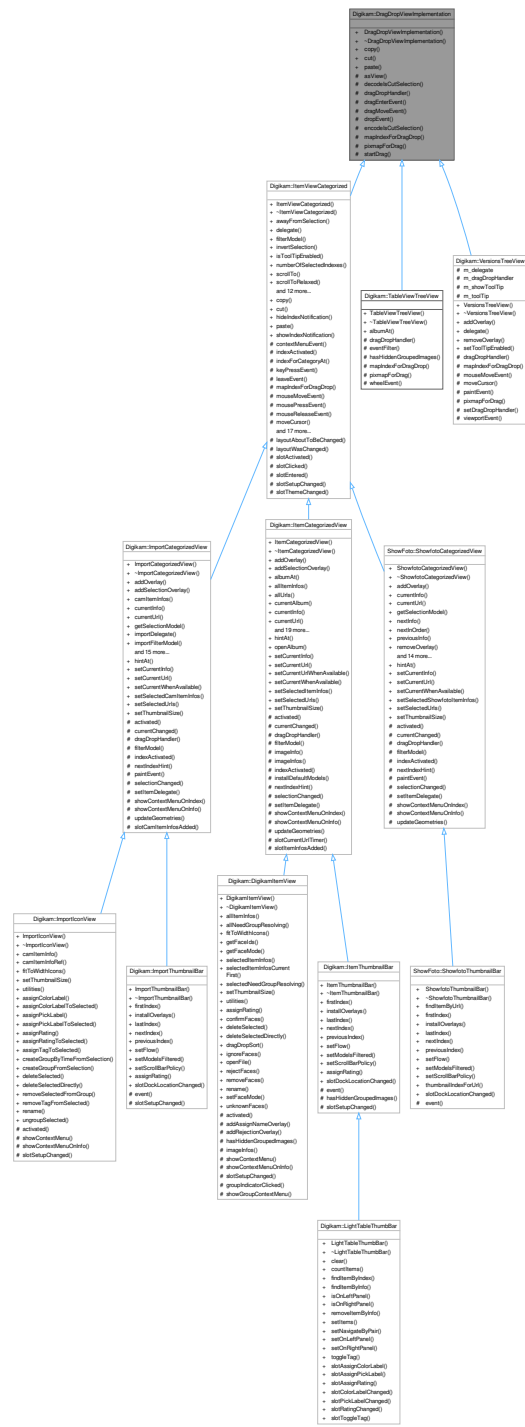 Digikam::DragDropViewImplementation
+ DragDropViewImplementation()
+ ~DragDropViewImplementation()
+ copy()
+ cut()
+ paste()
# asView()
# decodeIsCutSelection()
# dragDropHandler()
# dragEnterEvent()
# dragMoveEvent()
# dropEvent()
# encodeIsCutSelection()
# mapIndexForDragDrop()
# pixmapForDrag()
# startDrag()
Digikam::ItemViewCategorized
+ ItemViewCategorized()
+ ~ItemViewCategorized()
+ awayFromSelection()
+ delegate()
+ filterModel()
+ invertSelection()
+ isToolTipEnabled()
+ numberOfSelectedIndexes()
+ scrollTo()
+ scrollToRelaxed()
and 12 more...
+ copy()
+ cut()
+ hideIndexNotification()
+ paste()
+ showIndexNotification()
# contextMenuEvent()
# indexActivated()
# indexForCategoryAt()
# keyPressEvent()
# leaveEvent()
# mapIndexForDragDrop()
# mouseMoveEvent()
# mousePressEvent()
# mouseReleaseEvent()
# moveCursor()
and 17 more...
# layoutAboutToBeChanged()
# layoutWasChanged()
# slotActivated()
# slotClicked()
# slotEntered()
# slotSetupChanged()
# slotThemeChanged()
Digikam::TableViewTreeView
+ TableViewTreeView()
+ ~TableViewTreeView()
+ albumAt()
# dragDropHandler()
# eventFilter()
# hasHiddenGroupedImages()
# mapIndexForDragDrop()
# pixmapForDrag()
# wheelEvent()
Digikam::VersionsTreeView
# m_delegate
# m_dragDropHandler
# m_showToolTip
# m_toolTip
+ VersionsTreeView()
+ ~VersionsTreeView()
+ addOverlay()
+ delegate()
+ removeOverlay()
+ setToolTipEnabled()
# dragDropHandler()
# mapIndexForDragDrop()
# mouseMoveEvent()
# moveCursor()
# paintEvent()
# pixmapForDrag()
# setDragDropHandler()
# viewportEvent()
Digikam::ImportCategorizedView
+ ImportCategorizedView()
+ ~ImportCategorizedView()
+ addOverlay()
+ addSelectionOverlay()
+ camItemInfos()
+ currentInfo()
+ currentUrl()
+ getSelectionModel()
+ importDelegate()
+ importFilterModel()
and 15 more...
+ hintAt()
+ setCurrentInfo()
+ setCurrentUrl()
+ setCurrentWhenAvailable()
+ setSelectedCamItemInfos()
+ setSelectedUrls()
+ setThumbnailSize()
# activated()
# currentChanged()
# dragDropHandler()
# filterModel()
# indexActivated()
# nextIndexHint()
# paintEvent()
# selectionChanged()
# setItemDelegate()
# showContextMenuOnIndex()
# showContextMenuOnInfo()
# updateGeometries()
# slotCamItemInfosAdded()
Digikam::ItemCategorizedView
+ ItemCategorizedView()
+ ~ItemCategorizedView()
+ addOverlay()
+ addSelectionOverlay()
+ albumAt()
+ allItemInfos()
+ allUrls()
+ currentAlbum()
+ currentInfo()
+ currentUrl()
and 19 more...
+ hintAt()
+ openAlbum()
+ setCurrentInfo()
+ setCurrentUrl()
+ setCurrentUrlWhenAvailable()
+ setCurrentWhenAvailable()
+ setSelectedItemInfos()
+ setSelectedUrls()
+ setThumbnailSize()
# activated()
# currentChanged()
# dragDropHandler()
# filterModel()
# imageInfo()
# imageInfos()
# indexActivated()
# installDefaultModels()
# nextIndexHint()
# selectionChanged()
# setItemDelegate()
# showContextMenuOnIndex()
# showContextMenuOnInfo()
# updateGeometries()
# slotCurrentUrlTimer()
# slotItemInfosAdded()
ShowFoto::ShowfotoCategorizedView
+ ShowfotoCategorizedView()
+ ~ShowfotoCategorizedView()
+ addOverlay()
+ currentInfo()
+ currentUrl()
+ getSelectionModel()
+ nextInfo()
+ nextInOrder()
+ previousInfo()
+ removeOverlay()
and 14 more...
+ hintAt()
+ setCurrentInfo()
+ setCurrentUrl()
+ setCurrentWhenAvailable()
+ setSelectedShowfotoItemInfos()
+ setSelectedUrls()
+ setThumbnailSize()
# activated()
# currentChanged()
# dragDropHandler()
# filterModel()
# indexActivated()
# nextIndexHint()
# paintEvent()
# selectionChanged()
# setItemDelegate()
# showContextMenuOnIndex()
# showContextMenuOnInfo()
# updateGeometries()
Digikam::ImportIconView
+ ImportIconView()
+ ~ImportIconView()
+ camItemInfo()
+ camItemInfoRef()
+ fitToWidthIcons()
+ setThumbnailSize()
+ utilities()
+ assignColorLabel()
+ assignColorLabelToSelected()
+ assignPickLabel()
+ assignPickLabelToSelected()
+ assignRating()
+ assignRatingToSelected()
+ assignTagToSelected()
+ createGroupByTimeFromSelection()
+ createGroupFromSelection()
+ deleteSelected()
+ deleteSelectedDirectly()
+ removeSelectedFromGroup()
+ removeTagFromSelected()
+ rename()
+ ungroupSelected()
# activated()
# showContextMenu()
# showContextMenuOnInfo()
# slotSetupChanged()
Digikam::ImportThumbnailBar
+ ImportThumbnailBar()
+ ~ImportThumbnailBar()
+ firstIndex()
+ installOverlays()
+ lastIndex()
+ nextIndex()
+ previousIndex()
+ setFlow()
+ setModelsFiltered()
+ setScrollBarPolicy()
+ assignRating()
+ slotDockLocationChanged()
# event()
# slotSetupChanged()
Digikam::DigikamItemView
+ DigikamItemView()
+ ~DigikamItemView()
+ allItemInfos()
+ allNeedGroupResolving()
+ fitToWidthIcons()
+ getFaceIds()
+ getFaceMode()
+ selectedItemInfos()
+ selectedItemInfosCurrent
First()
+ selectedNeedGroupResolving()
+ setThumbnailSize()
+ utilities()
+ assignRating()
+ confirmFaces()
+ deleteSelected()
+ deleteSelectedDirectly()
+ dragDropSort()
+ ignoreFaces()
+ openFile()
+ rejectFaces()
+ removeFaces()
+ rename()
+ setFaceMode()
+ unknownFaces()
# activated()
# addAssignNameOverlay()
# addRejectionOverlay()
# hasHiddenGroupedImages()
# imageInfos()
# showContextMenu()
# showContextMenuOnInfo()
# slotSetupChanged()
# groupIndicatorClicked()
# showGroupContextMenu()
Digikam::ItemThumbnailBar
+ ItemThumbnailBar()
+ ~ItemThumbnailBar()
+ firstIndex()
+ installOverlays()
+ lastIndex()
+ nextIndex()
+ previousIndex()
+ setFlow()
+ setModelsFiltered()
+ setScrollBarPolicy()
+ assignRating()
+ slotDockLocationChanged()
# event()
# hasHiddenGroupedImages()
# slotSetupChanged()
ShowFoto::ShowfotoThumbnailBar
+ ShowfotoThumbnailBar()
+ ~ShowfotoThumbnailBar()
+ findItemByUrl()
+ firstIndex()
+ installOverlays()
+ lastIndex()
+ nextIndex()
+ previousIndex()
+ setFlow()
+ setModelsFiltered()
+ setScrollBarPolicy()
+ thumbnailIndexForUrl()
+ slotDockLocationChanged()
# event()
Digikam::LightTableThumbBar
+ LightTableThumbBar()
+ ~LightTableThumbBar()
+ clear()
+ countItems()
+ findItemByIndex()
+ findItemByInfo()
+ isOnLeftPanel()
+ isOnRightPanel()
+ removeItemByInfo()
+ setItems()
+ setNavigateByPair()
+ setOnLeftPanel()
+ setOnRightPanel()
+ toggleTag()
+ slotAssignColorLabel()
+ slotAssignPickLabel()
+ slotAssignRating()
+ slotColorLabelChanged()
+ slotPickLabelChanged()
+ slotRatingChanged()
+ slotToggleTag()